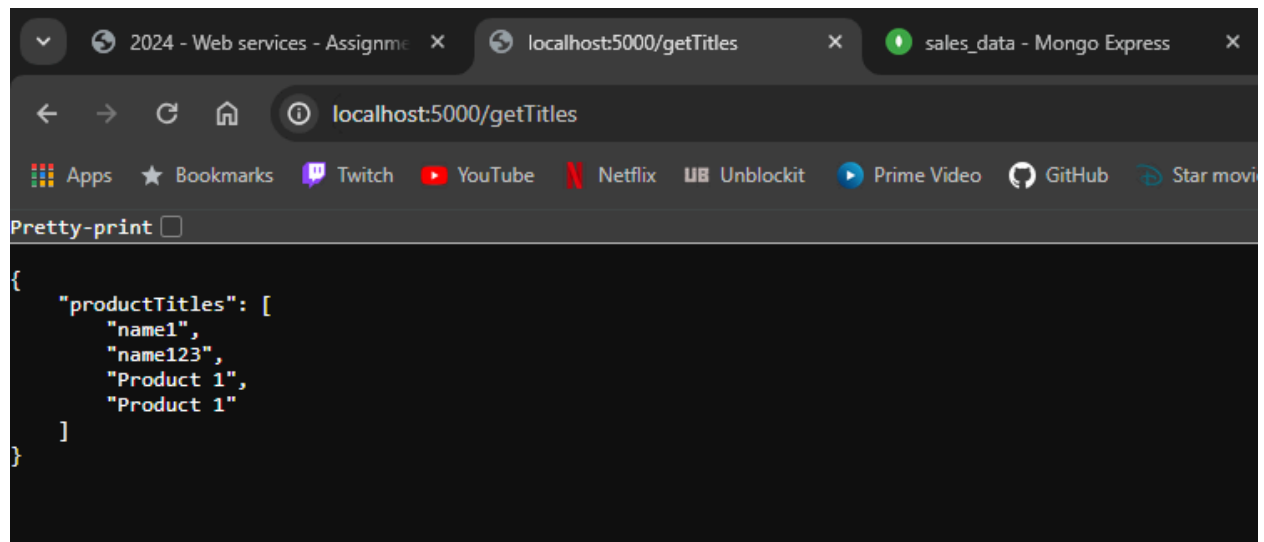 2024 - Web services - Assignme
localhost:5000/getTitles
sales_data - Mongo Express
localhost:5000/getTitles
Apps
Bookmarks
Twitch
YouTube
N Netflix
UB Unblockit
Prime Video
GitHub
Star movi
Pretty-print
{
    "productTitles": [
        "name1",
        "name123",
        "Product 1",
        "Product 1"
    ]
}